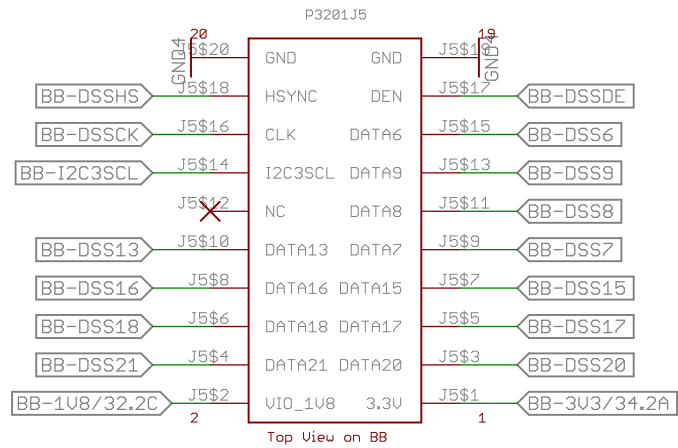 P3201J5
20 19
J5$20 GND GND J5$19
GND4 GND4
BB-DSSHS J5$18 HSYNC DEN J5$17 BB-DSSDE
BB-DSSCK J5$16 CLK DATA6 J5$15 BB-DSS6
BB-I2C3SCL J5$14 I2C3SCL DATA9 J5$13 BB-DSS9
J5$12 NC DATA8 J5$11 BB-DSS8
BB-DSS13 J5$10 DATA13 DATA7 J5$9 BB-DSS7
BB-DSS16 J5$8 DATA16 DATA15 J5$7 BB-DSS15
BB-DSS18 J5$6 DATA18 DATA17 J5$5 BB-DSS17
BB-DSS21 J5$4 DATA21 DATA20 J5$3 BB-DSS20
BB-1V8/32.2C J5$2 VIO_1V8 3.3V J5$1 BB-3V3/34.2A
2 1
Top View on BB